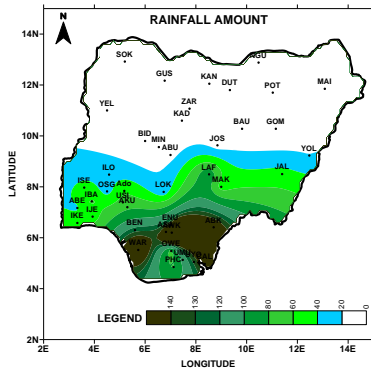 RAINFALL AMOUNT
N
14N
12N
10N
8N
6N
4N
2N
LATITUDE
SOK
NGU
GUS
KAN
DUT
POT
MAI
YEL
ZAR
KAD
BAU
GOM
BID
MIN
ABU
JOS
YOL
ILO
LAF
JAL
ISE
OSG
Ado
LOK
MAK
ABE
IBA
USI
AKU
IKE
IJE
BEN
ENU
ABK
WAR
OWE
PHC
LEGEND
140
130
120
110
100
80
60
40
20
0
2E
4E
6E
8E
10E
12E
14E
LONGITUDE